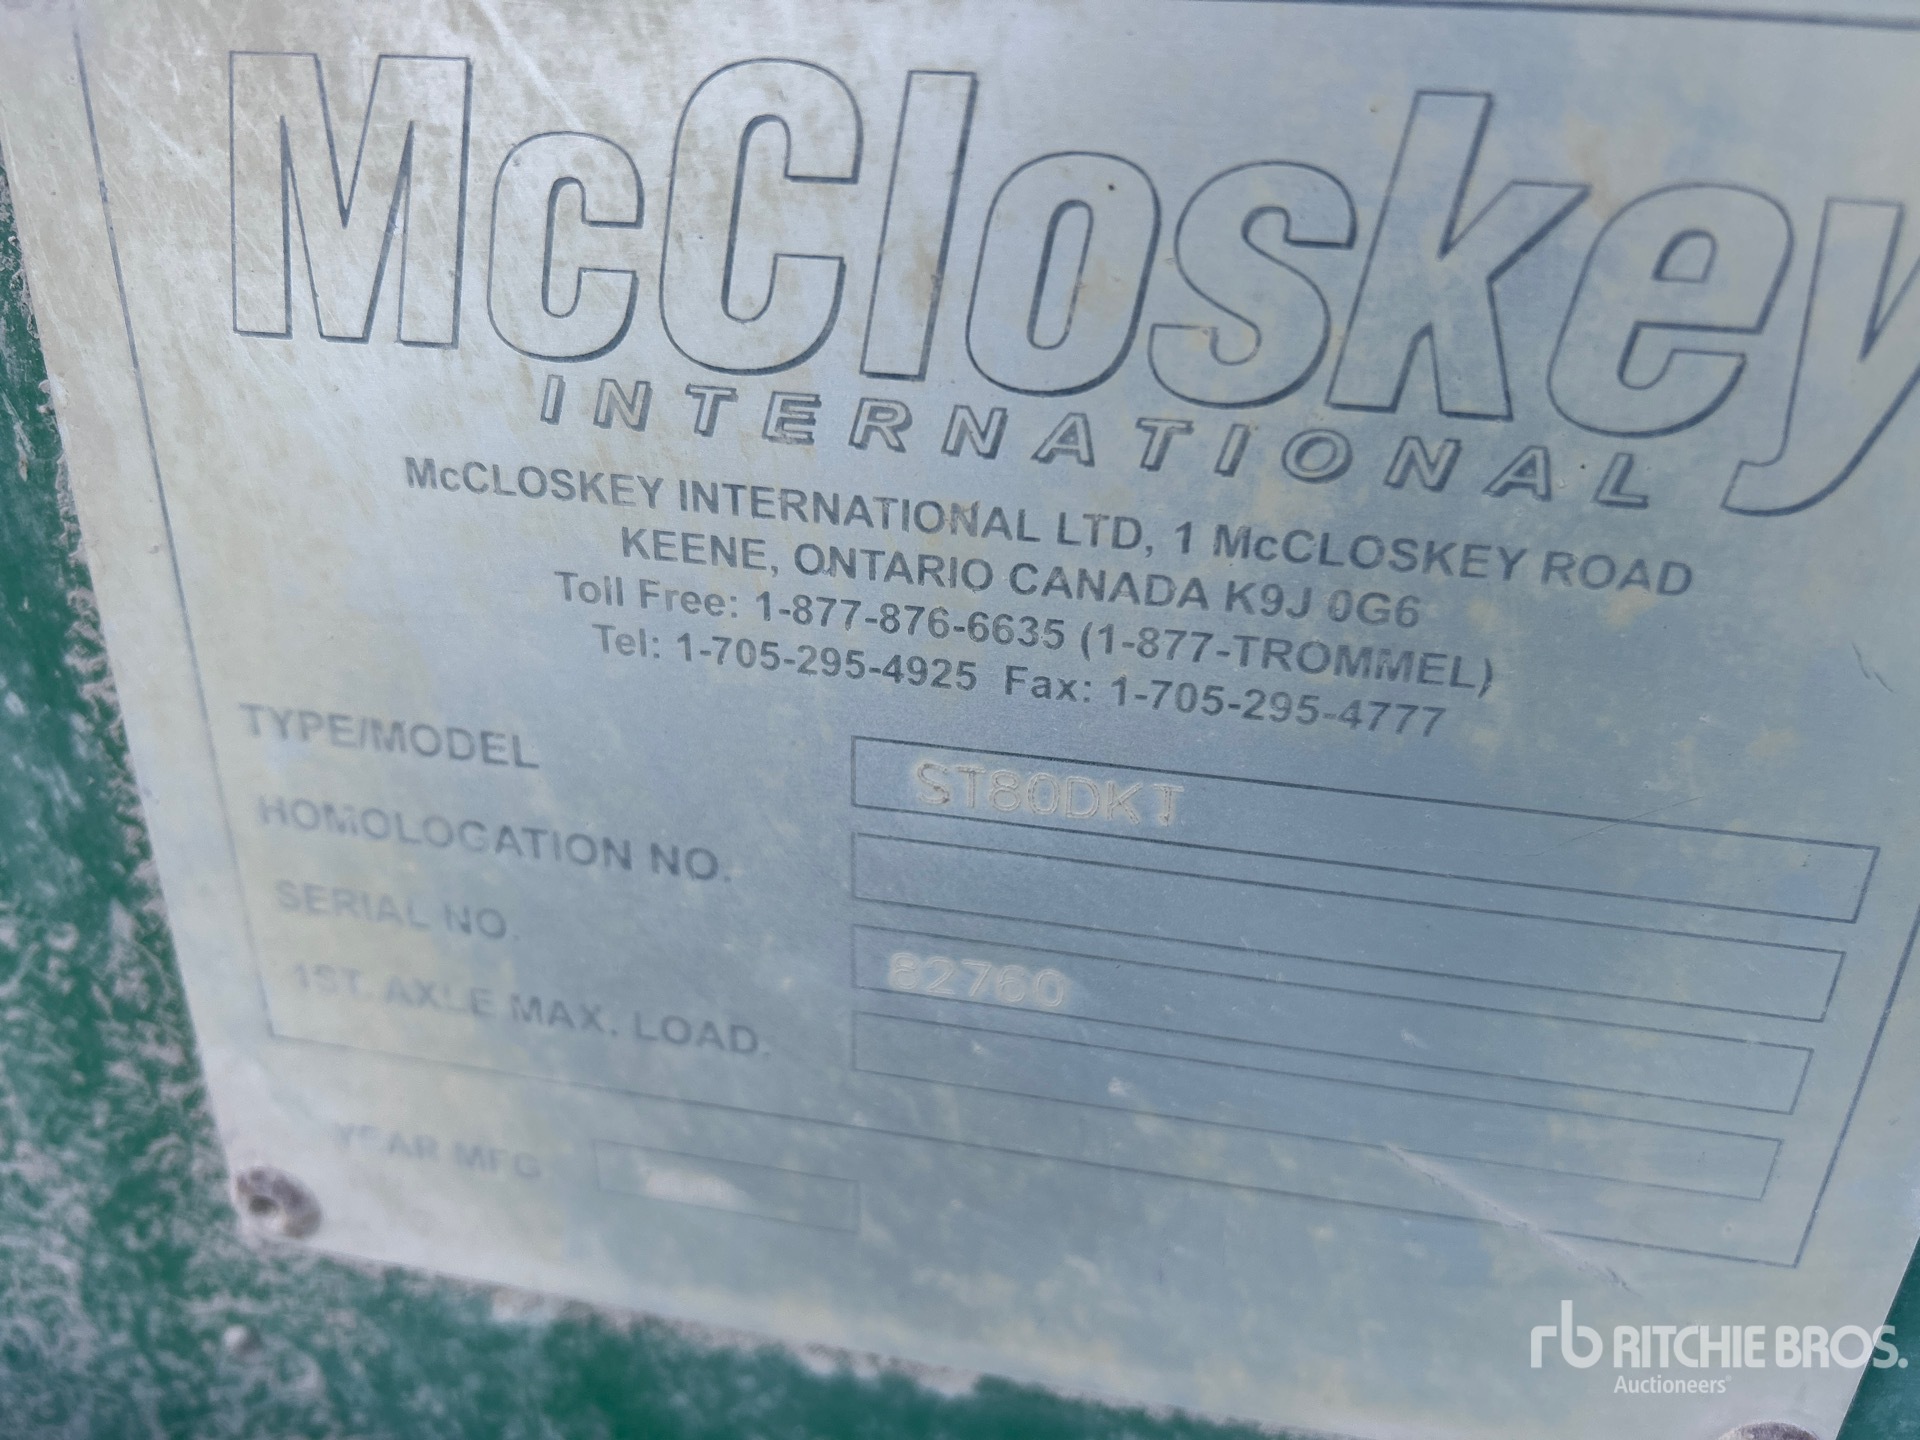 McCloskey
INTERNATIONAL
McCLOSKEY INTERNATIONAL LTD, 1 McCLOSKEY ROAD
KEENE, ONTARIO CANADA K9J 0G6
Toll Free: 1-877-876-6635 (1-877-TROMMEL)
Tel: 1-705-295-4925 Fax: 1-705-295-4777
TYPE/MODEL ST80DKT
HOMOLOGATION NO.
SERIAL NO. 82760
1ST. AXLE MAX. LOAD.
YEAR MFG
rb RITCHIE BROS.
Auctioneers